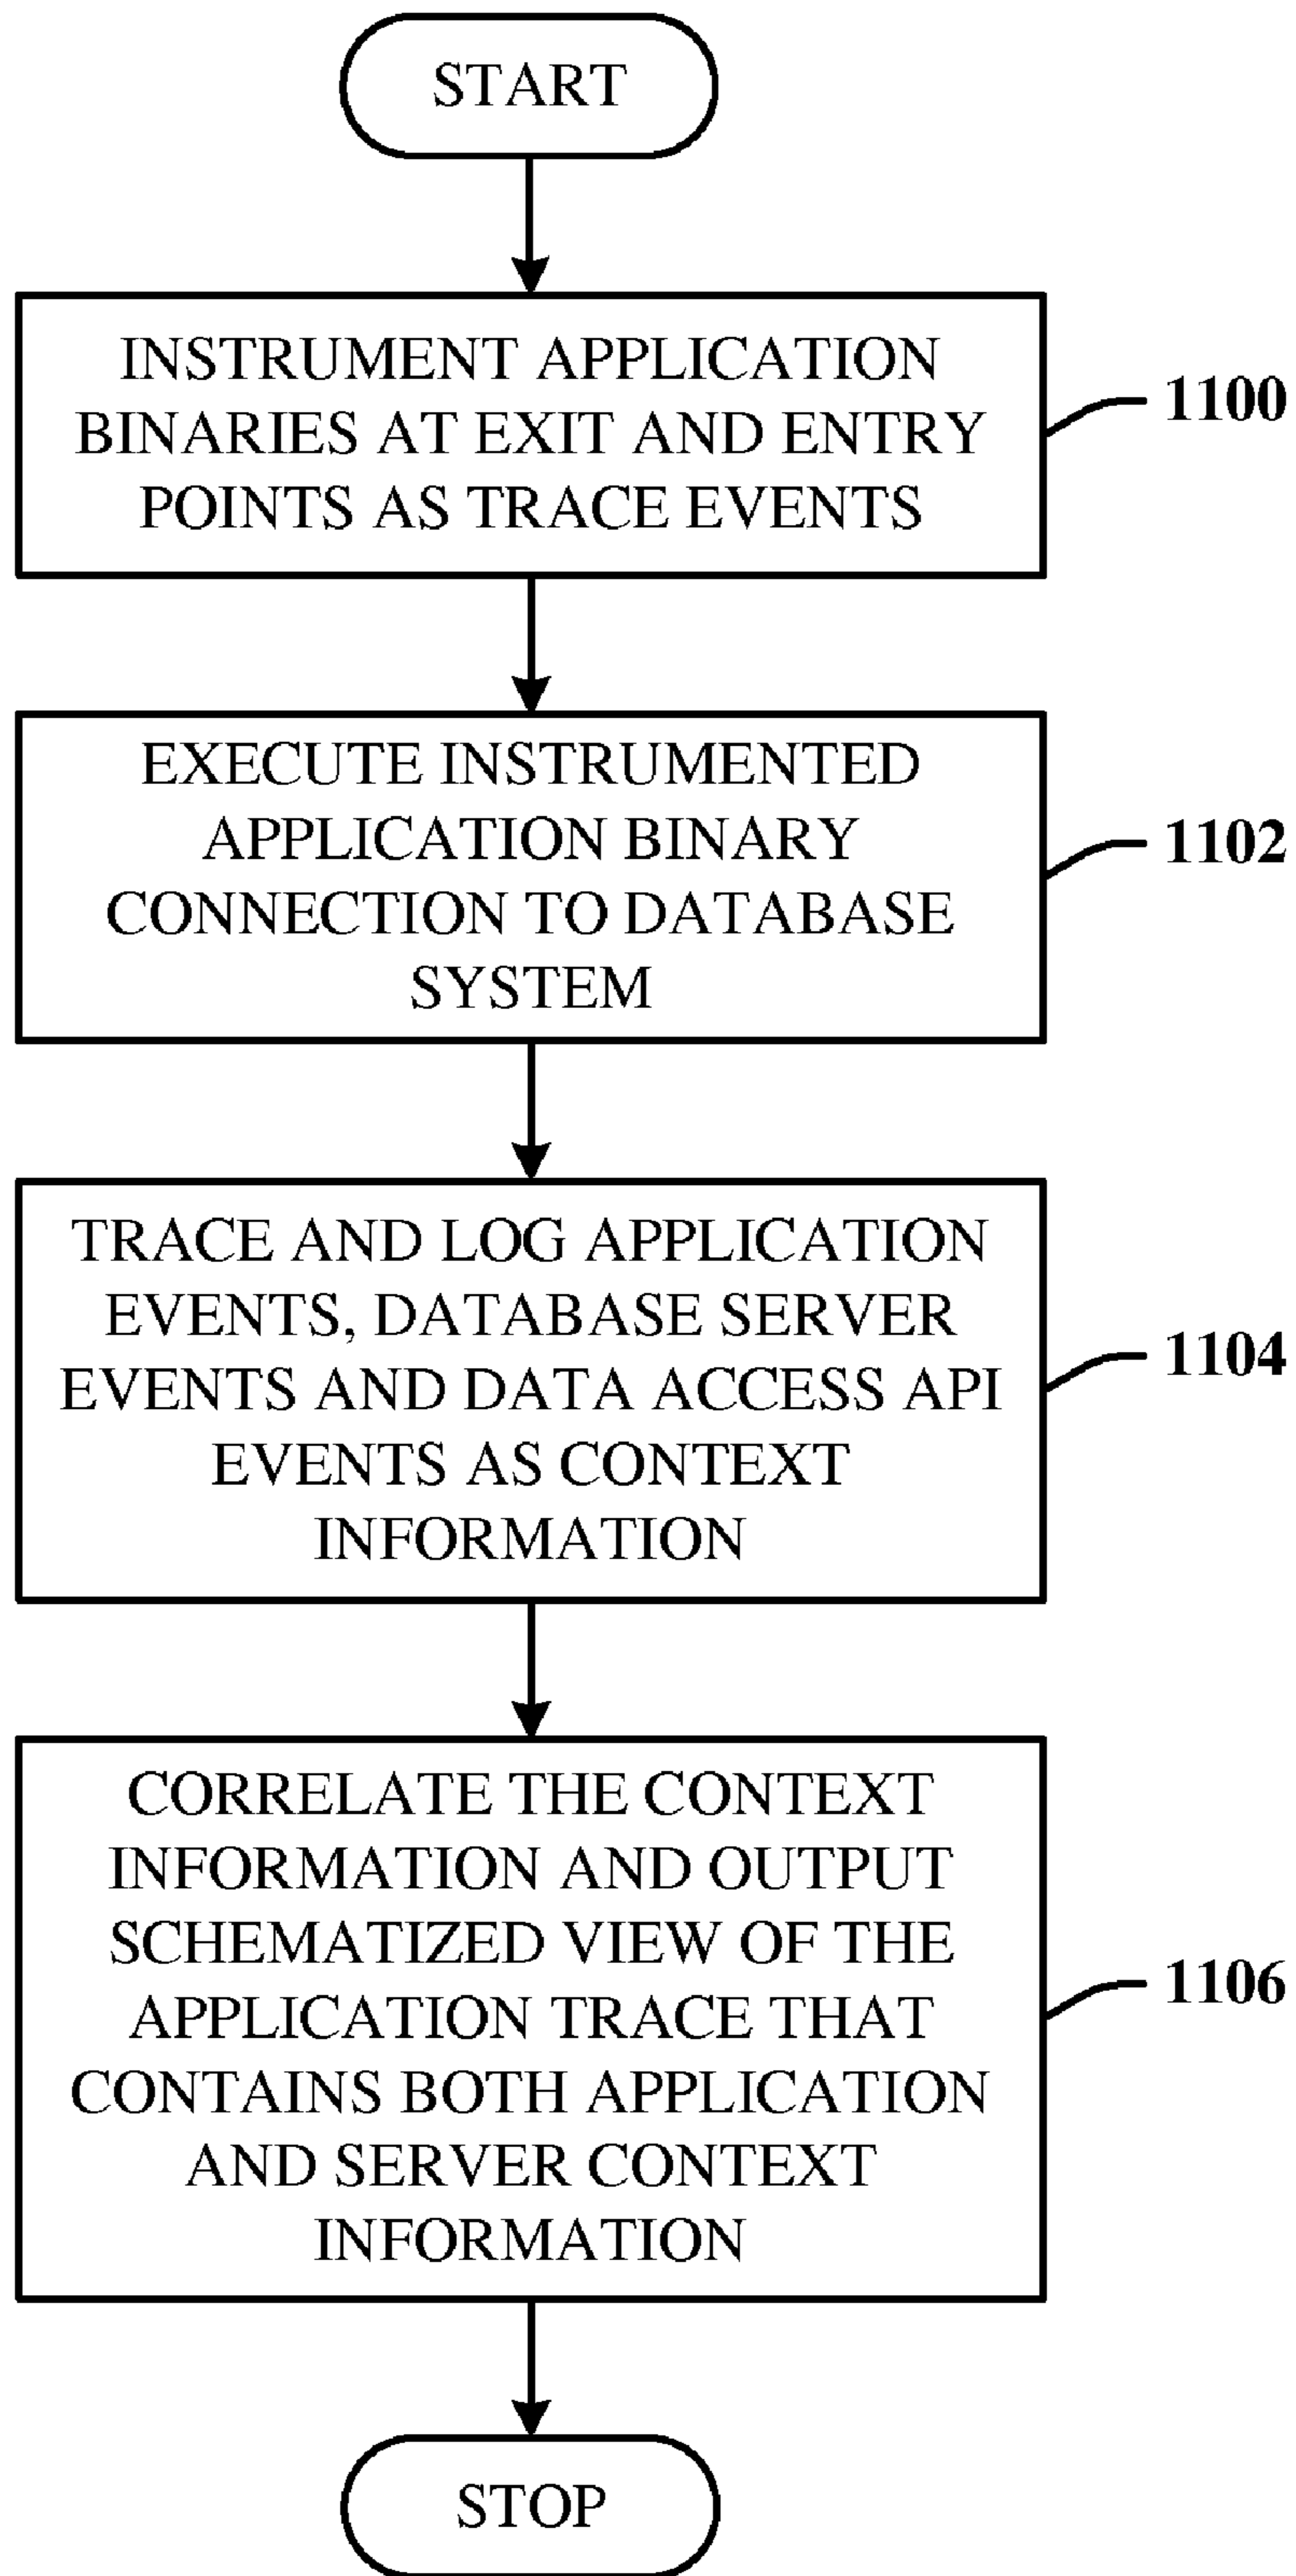 START
INSTRUMENT APPLICATION
BINARIES AT EXIT AND ENTRY
POINTS AS TRACE EVENTS
1100
EXECUTE INSTRUMENTED
APPLICATION BINARY
CONNECTION TO DATABASE
SYSTEM
1102
TRACE AND LOG APPLICATION
EVENTS, DATABASE SERVER
EVENTS AND DATA ACCESS API
EVENTS AS CONTEXT
INFORMATION
1104
CORRELATE THE CONTEXT
INFORMATION AND OUTPUT
SCHEMATIZED VIEW OF THE
APPLICATION TRACE THAT
CONTAINS BOTH APPLICATION
AND SERVER CONTEXT
INFORMATION
1106
STOP